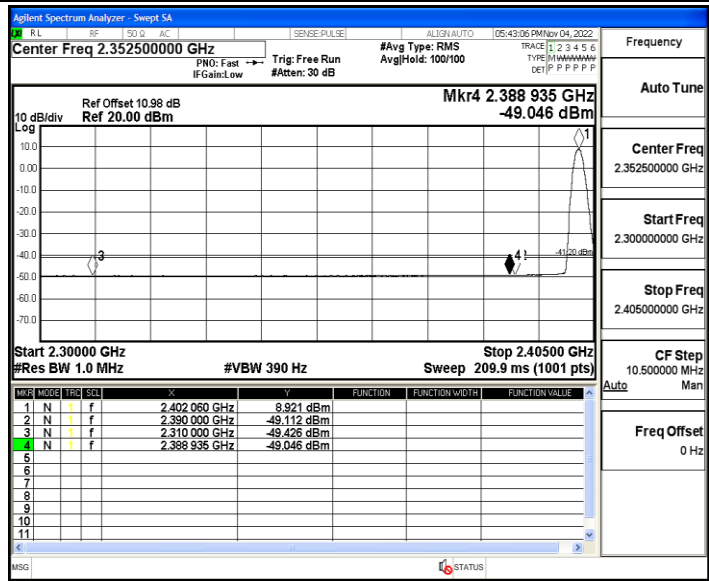 Agilent Spectrum Analyzer - Swept SA
RL RF 50 Ω AC SENSE:PULSE ALIGN AUTO 05:43:06 PM Nov 04, 2022
Center Freq 2.352500000 GHz
PNO: Fast
IFGain:Low
Trig: Free Run
#Atten: 30 dB
#Avg Type: RMS
Avg|Hold: 100/100
TRACE 1 2 3 4 5 6
TYPE M
DET P P P P P P
Frequency
Auto Tune
Center Freq
2.352500000 GHz
Start Freq
2.300000000 GHz
Stop Freq
2.405000000 GHz
CF Step
10.500000 MHz
Auto Man
Freq Offset
0 Hz
Mkr4 2.388 935 GHz
-49.046 dBm
Ref Offset 10.98 dB
10 dB/div Ref 20.00 dBm
Log
10.0
0.00
-10.0
-20.0
-30.0
-40.0
-50.0
-60.0
-70.0
1
3
4
-41.20 dBm
Start 2.30000 GHz Stop 2.40500 GHz
#Res BW 1.0 MHz #VBW 390 Hz Sweep 209.9 ms (1001 pts)
MKR MODE TRC SCL X Y FUNCTION FUNCTION WIDTH FUNCTION VALUE
1 N 1 f 2.402 060 GHz 8.921 dBm
2 N 1 f 2.390 000 GHz -49.112 dBm
3 N 1 f 2.310 000 GHz -49.426 dBm
4 N 1 f 2.388 935 GHz -49.046 dBm
5
6
7
8
9
10
11
MSG STATUS